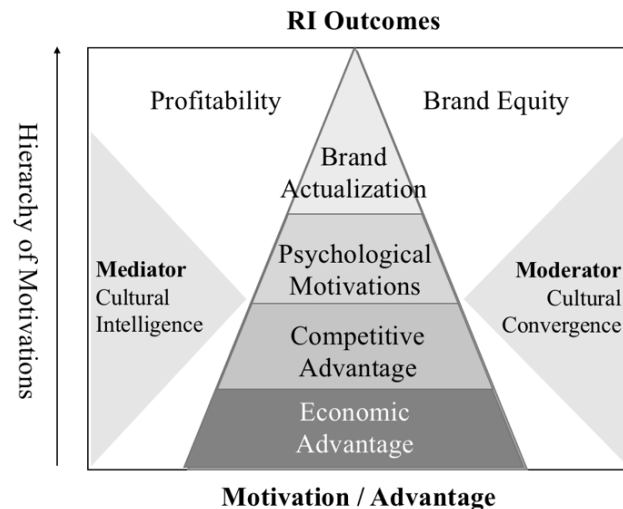 RI Outcomes
Hierarchy of Motivations
Profitability
Brand Equity
Brand
Actualization
Psychological
Motivations
Mediator
Cultural
Intelligence
Moderator
Cultural
Convergence
Competitive
Advantage
Economic
Advantage
Motivation / Advantage